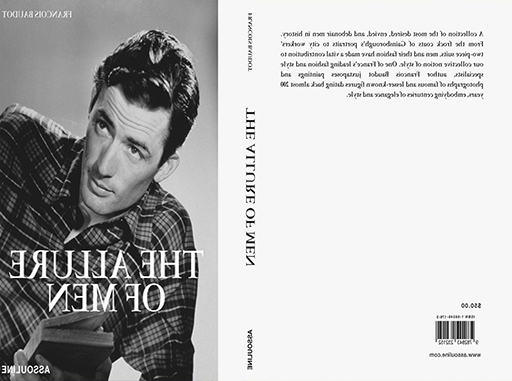 FRANCOIS BAUDOT
THE ALLURE
OF MEN
ASSOULINE
FRANCOIS BAUDOT
THE ALLURE OF MEN
ASSOULINE
A collection of the most desired, envied, and debonair men in history.
From the frock coats of Gainsbourough's portraits to city workers'
two-piece suits, men and their fashion have made a vital contribution to
our collective notion of style. One of France's leading fashion and style
specialists, author Francois Baudot juxaposes paintings and
photographs of famous and lesser-known figures dating back almost 200
years, embodying centuries of elegance and style.
$50.00
www.assouline.com